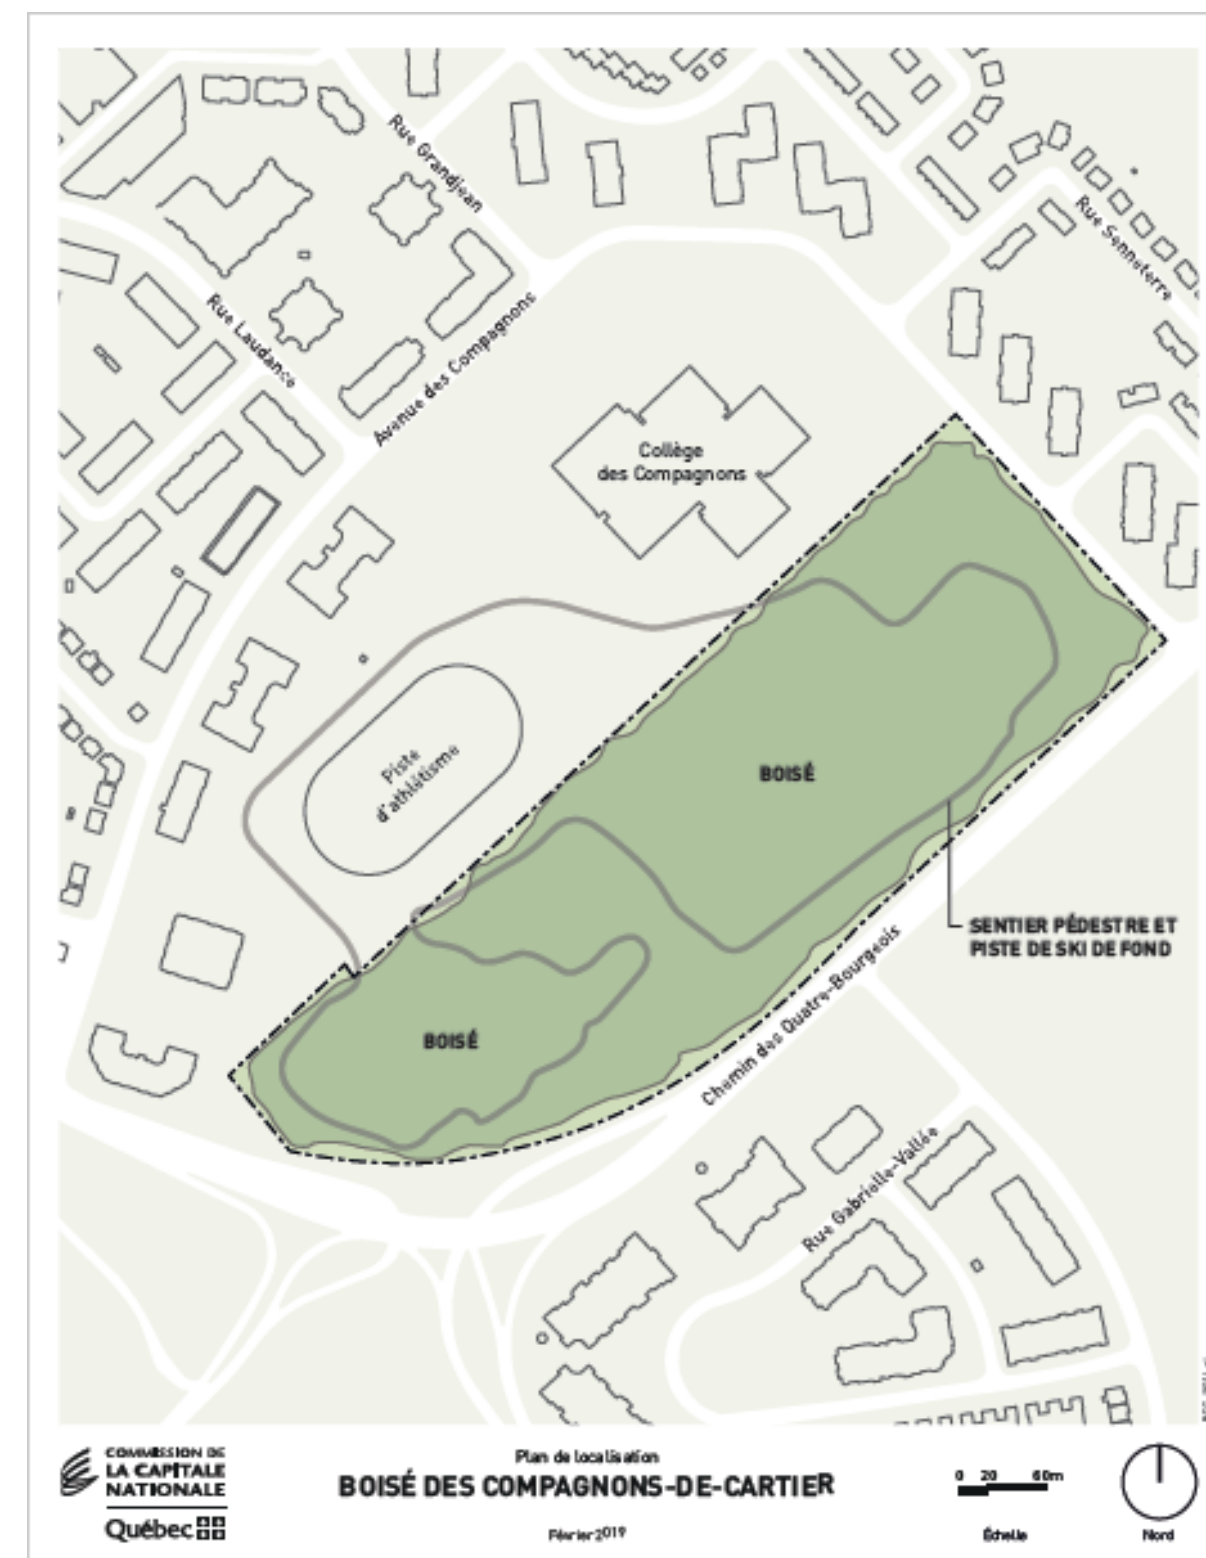 Rue Grandjean
Rue Senneterre
Rue Laudance
Avenue des Compagnons
Collège
des Compagnons
Piste
d'athlétisme
BOISÉ
SENTIER PÉDESTRE ET
PISTE DE SKI DE FOND
BOISÉ
Chemin des Quatre-Bourgeois
Rue Gabrielle-Vallée
COMMISSION DE
LA CAPITALE
NATIONALE
Québec
Plan de localisation
BOISÉ DES COMPAGNONS-DE-CARTIER
Février 2019
0 20 60m
Échelle
Nord